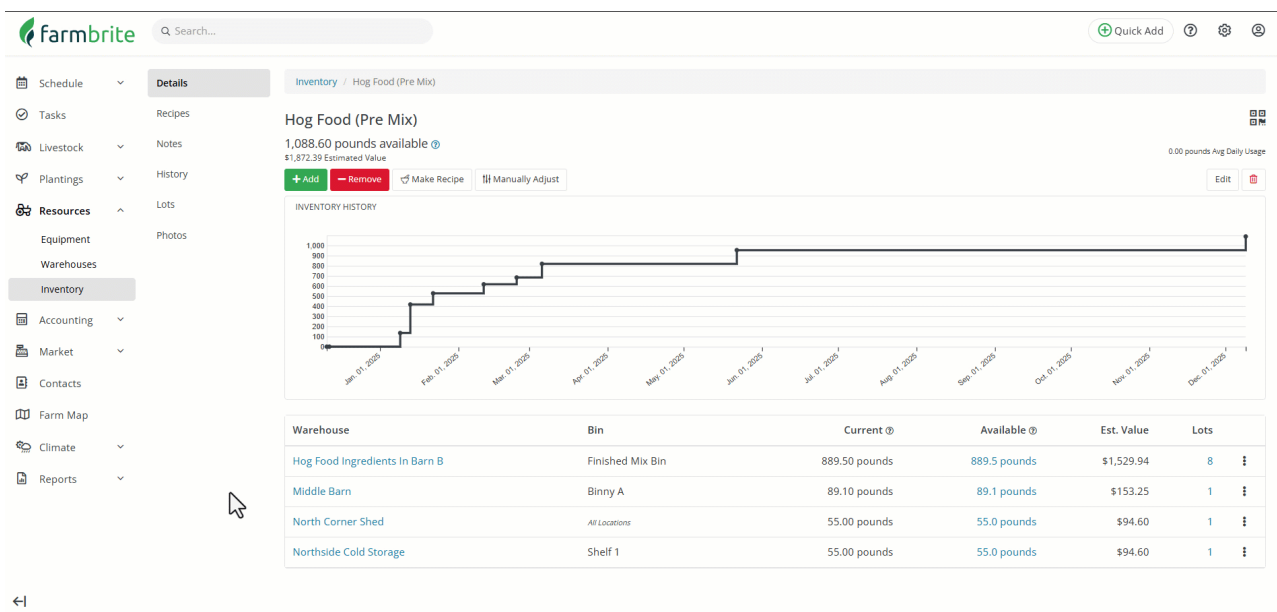 farmbrite
Search...
Quick Add
Schedule
Tasks
Livestock
Plantings
Resources
Equipment
Warehouses
Inventory
Accounting
Market
Contacts
Farm Map
Climate
Reports
Details
Recipes
Notes
History
Lots
Photos
Inventory / Hog Food (Pre Mix)
Hog Food (Pre Mix)
1,088.60 pounds available
$1,872.39 Estimated Value
0.00 pounds Avg Daily Usage
Add Remove Make Recipe Manually Adjust Edit
INVENTORY HISTORY
1,000
900
800
700
600
500
400
300
200
100
0
Jan. 01, 2025 Feb. 01, 2025 Mar. 01, 2025 Apr. 01, 2025 May. 01, 2025 Jun. 01, 2025 Jul. 01, 2025 Aug. 01, 2025 Sep. 01, 2025 Oct. 01, 2025 Nov. 01, 2025 Dec. 01, 2025
Warehouse Bin Current Available Est. Value Lots
Hog Food Ingredients In Barn B Finished Mix Bin 889.50 pounds 889.5 pounds $1,529.94 8
Middle Barn Binny A 89.10 pounds 89.1 pounds $153.25 1
North Corner Shed All Locations 55.00 pounds 55.0 pounds $94.60 1
Northside Cold Storage Shelf 1 55.00 pounds 55.0 pounds $94.60 1